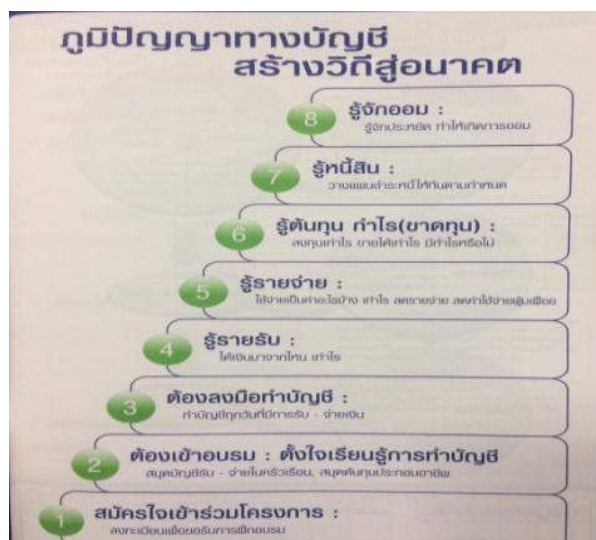 ภูมิปัญญาทางบัญชี
สร้างวิถีสู่อนาคต
8 รู้จักออม :
รู้จักประหยัด ทำให้เกิดการออม
7 รู้หนี้สิน :
วางแผนชำระหนี้ให้ทันตามกำหนด
6 รู้ต้นทุน กำไร(ขาดทุน) :
ลงทุนเท่าไร ขายได้เท่าไร มีกำไรหรือไม่
5 รู้รายจ่าย :
ใช้จ่ายเป็นค่าอะไรบ้าง เท่าไร ลดรายจ่าย ลดค่าใช้จ่ายฟุ่มเฟือย
4 รู้รายรับ :
ได้เงินมาจากไหน เท่าไร
3 ต้องลงมือทำบัญชี :
ทำบัญชีทุกวันที่มีการรับ - จ่ายเงิน
2 ต้องเข้าอบรม : ตั้งใจเรียนรู้การทำบัญชี
สมุดบัญชีรับ - จ่ายในครัวเรือน, สมุดต้นทุนประกอบอาชีพ
1 สมัครใจเข้าร่วมโครงการ :
ลงทะเบียนเพื่อขอรับการฝึกอบรม